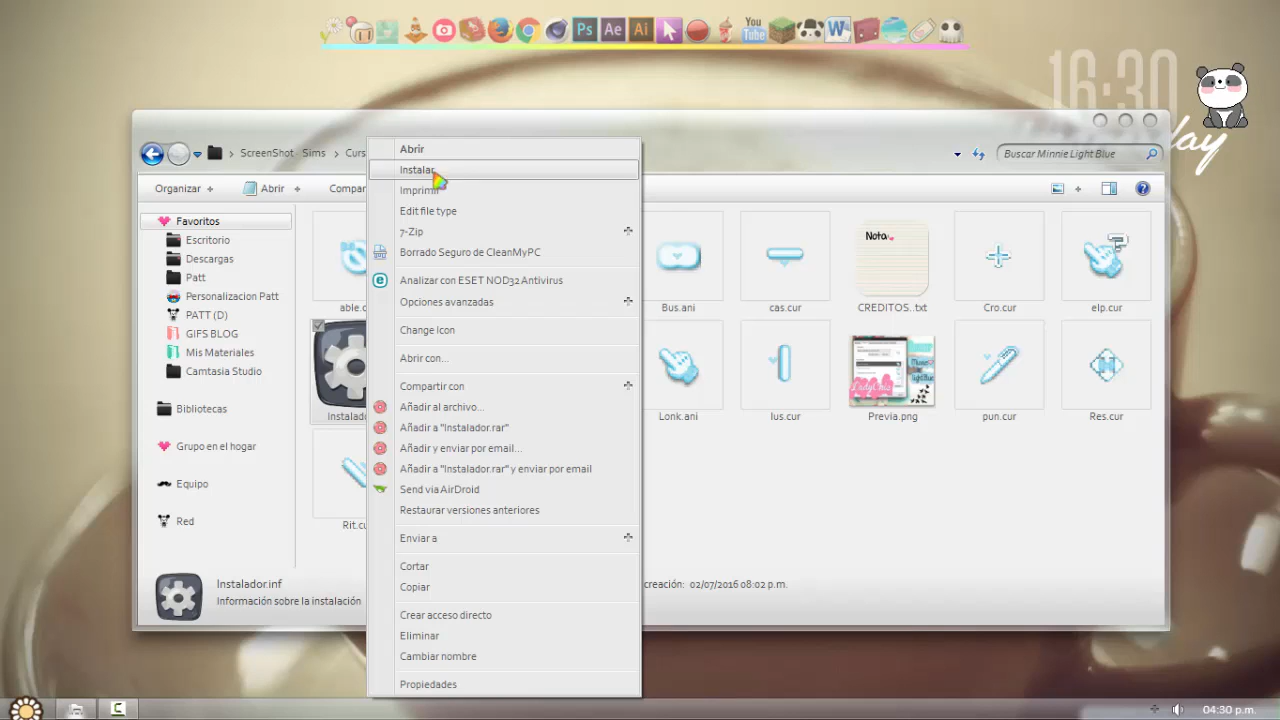 Ps
Ae
Ai
You
Tube
W
16:30
day
ScreenShot - Sims
Curs
Buscar Minnie Light Blue
Organizar
Abrir
Compar
Favoritos
Escritorio
Descargas
Patt
Personalizacion Patt
PATT (D)
GIFS BLOG
Mis Materiales
Camtasia Studio
Bibliotecas
Grupo en el hogar
Equipo
Red
Abrir
Instalar
Imprimir
Edit file type
7-Zip
Borrado Seguro de CleanMyPC
Analizar con ESET NOD32 Antivirus
Opciones avanzadas
Change Icon
Abrir con...
Compartir con
Añadir al archivo...
Añadir a "Instalador.rar"
Añadir y enviar por email...
Añadir a "Instalador.rar" y enviar por email
Send via AirDroid
Restaurar versiones anteriores
Enviar a
Cortar
Copiar
Crear acceso directo
Eliminar
Cambiar nombre
Propiedades
able.c
Bus.ani
cas.cur
Nota
CREDITOS..txt
Cro.cur
elp.cur
Instalado
Lonk.ani
lus.cur
Previa.png
pun.cur
Res.cur
Rit.cu
Instalador.inf
Información sobre la instalación
creación: 02/07/2016 08:02 p.m.
04:30 p.m.